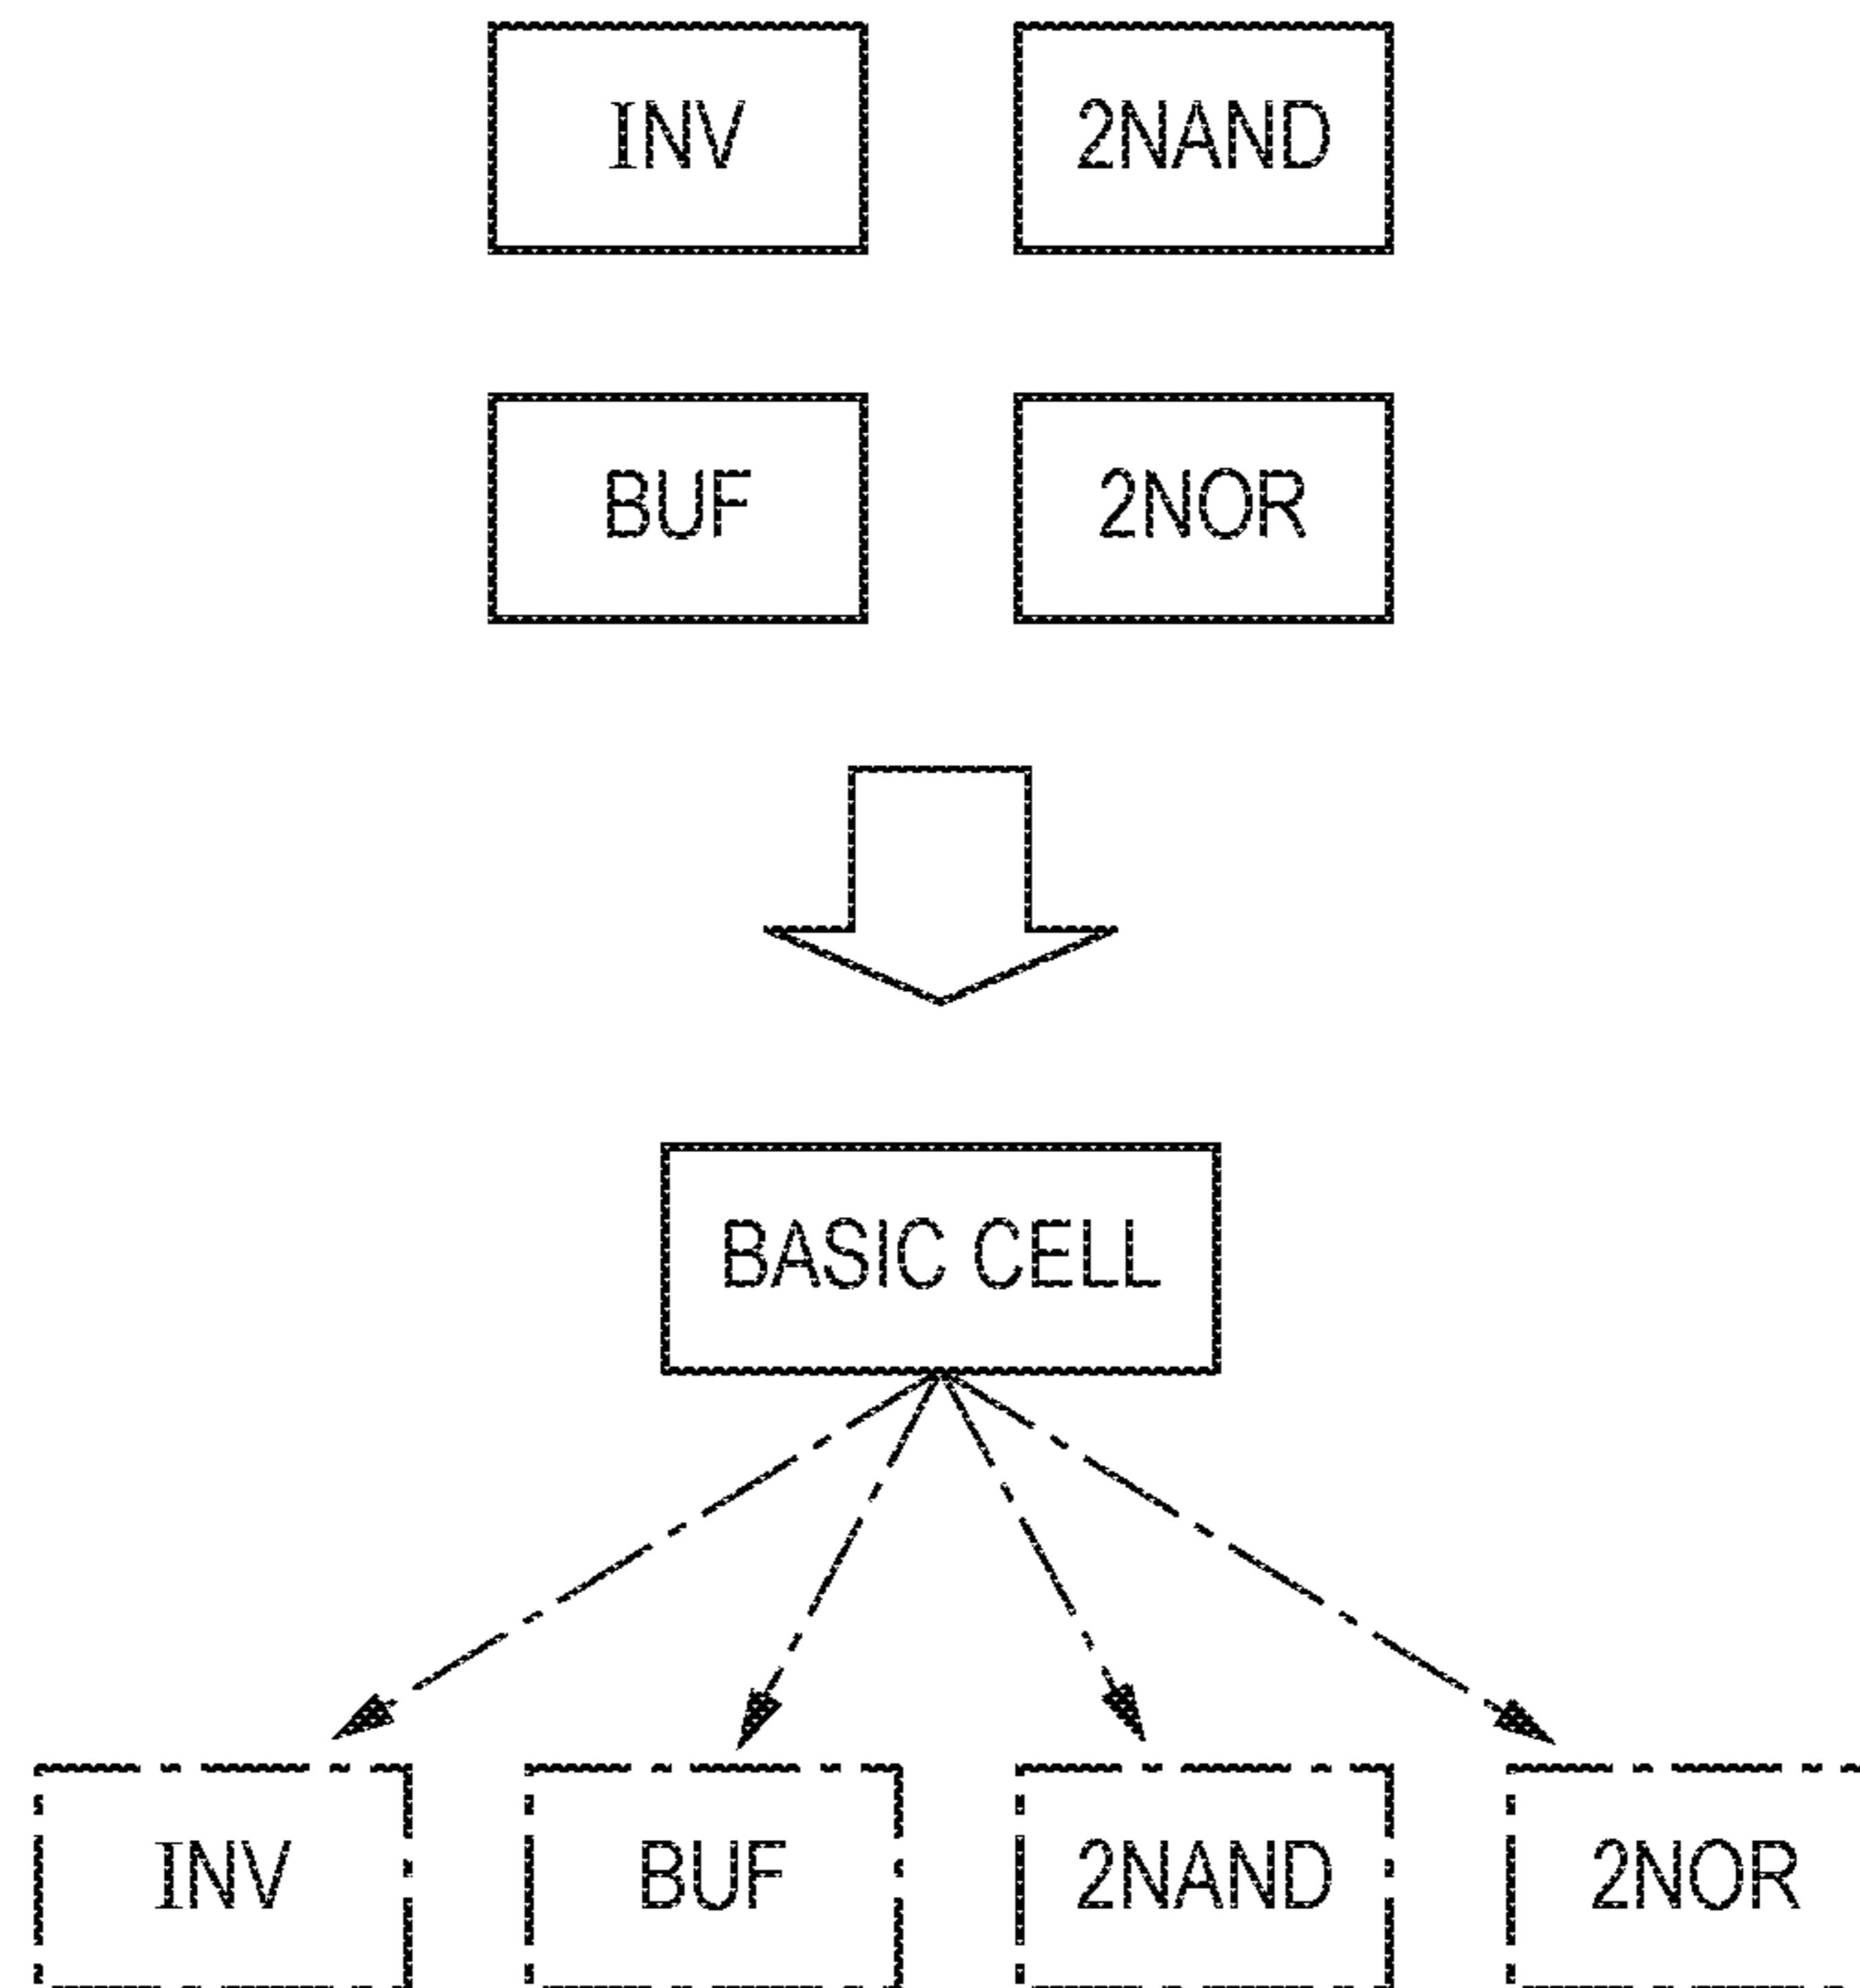 INV 2NAND
BUF 2NOR
BASIC CELL
INV BUF 2NAND 2NOR